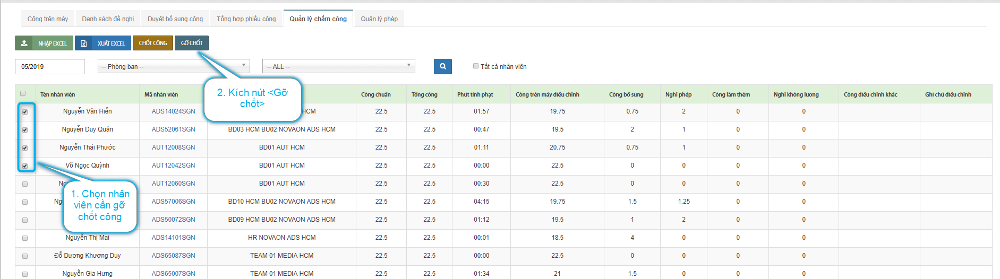 Công trên máy Danh sách đề nghị Duyệt bổ sung công Tổng hợp phiếu công Quản lý chấm công Quản lý phép
NHẬP EXCEL XUẤT EXCEL CHỐT CÔNG GỠ CHỐT
05/2019 -- Phòng ban -- -- ALL -- Tất cả nhân viên
2. Kích nút <Gỡ
chốt>
Tên nhân viên Mã nhân viên Công chuẩn Tổng công Phút tính phạt Công trên máy điều chỉnh Công bổ sung Nghỉ phép Công làm thêm Nghỉ không lương Công điều chỉnh khác Ghi chú điều chỉnh
Nguyễn Văn Hiển ADS14024SGN HCM 22.5 22.5 01:57 19.75 0.75 2 0 0
Nguyễn Duy Quân ADS52061SGN BD03 HCM BU02 NOVAON ADS HCM 22.5 22.5 00:47 19.5 2 1 0 0
Nguyễn Thái Phước AUT12008SGN BD01 AUT HCM 22.5 22.5 01:11 20.75 0.75 1 0 0
Võ Ngọc Quỳnh AUT12042SGN BD01 AUT HCM 22.5 22.5 00:00 22.5 0 0 0 0
AUT12060SGN BD01 AUT HCM 22.5 22.5 00:30 22.5 0 0 0 0
ADS57006SGN BD10 HCM BU02 NOVAON ADS HCM 22.5 22.5 04:15 19.75 1.5 1.25 0 0
ADS50072SGN BD09 HCM BU02 NOVAON ADS HCM 22.5 22.5 01:12 19.5 1 2 0 0
1. Chọn nhân
viên cần gỡ
chốt công
Nguyễn Thị Mai ADS14101SGN HR NOVAON ADS HCM 22.5 22.5 00:01 18.5 4 0 0 0
Đỗ Dương Khương Duy ADS65087SGN TEAM 01 MEDIA HCM 22.5 22.5 00:00 22.5 0 0 0 0
Nguyễn Gia Hưng ADS65007SGN TEAM 01 MEDIA HCM 22.5 22.5 01:34 21 1.5 0 0 0